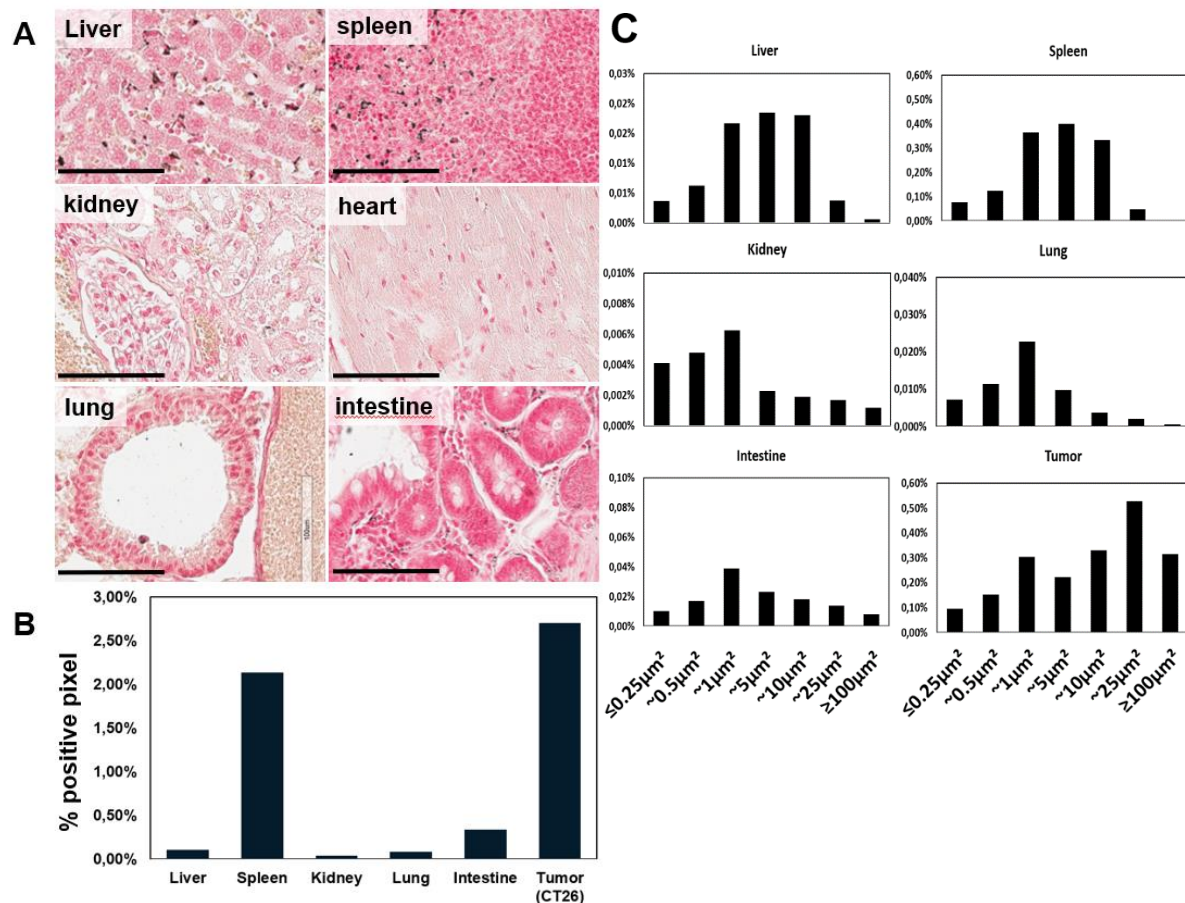 A
Liver
spleen
kidney
heart
lung
intestine
100um
B
3,00%
2,50%
2,00%
1,50%
1,00%
0,50%
0,00%
% positive pixel
Liver
Spleen
Kidney
Lung
Intestine
Tumor
(CT26)
C
Liver
0,03%
0,02%
0,02%
0,01%
0,01%
0,00%
Spleen
0,60%
0,50%
0,40%
0,30%
0,20%
0,10%
0,00%
Kidney
0,010%
0,008%
0,006%
0,004%
0,002%
0,000%
Lung
0,040%
0,030%
0,020%
0,010%
0,000%
Intestine
0,10%
0,08%
0,06%
0,04%
0,02%
0,00%
Tumor
0,60%
0,50%
0,40%
0,30%
0,20%
0,10%
0,00%
≤0.25µm²
~0.5µm²
~1µm²
~5µm²
~10µm²
~25µm²
≥100µm²
≤0.25µm²
~0.5µm²
~1µm²
~5µm²
~10µm²
~25µm²
≥100µm²